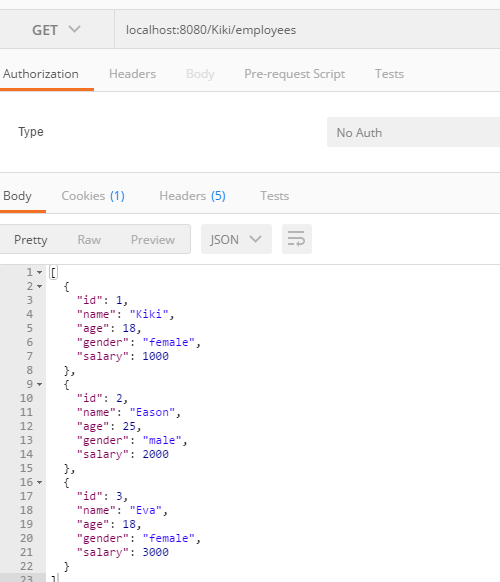 GET localhost:8080/Kiki/employees
Authorization Headers Body Pre-request Script Tests
Type No Auth
Body Cookies (1) Headers (5) Tests
Pretty Raw Preview JSON
1 [
2 {
3 "id": 1,
4 "name": "Kiki",
5 "age": 18,
6 "gender": "female",
7 "salary": 1000
8 },
9 {
10 "id": 2,
11 "name": "Eason",
12 "age": 25,
13 "gender": "male",
14 "salary": 2000
15 },
16 {
17 "id": 3,
18 "name": "Eva",
19 "age": 18,
20 "gender": "female",
21 "salary": 3000
22 }
23 ]